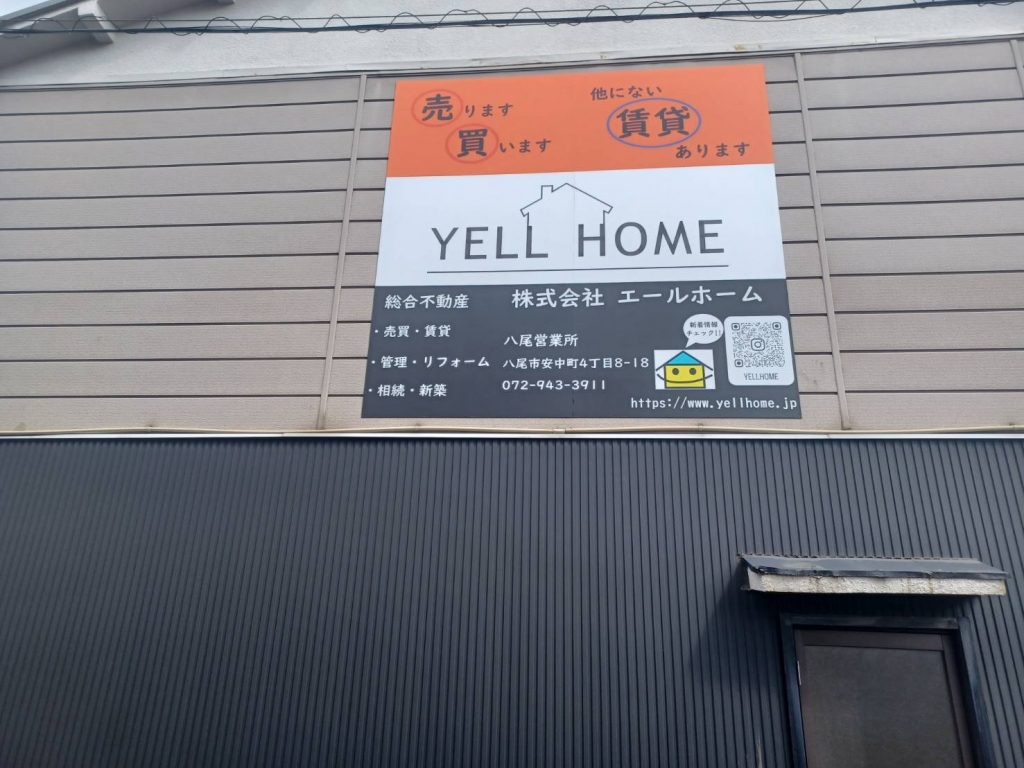 売ります
買います
他にない
賃貸
あります
YELL HOME
総合不動産
・売買・賃貸
・管理・リフォーム
・相続・新築
株式会社 エールホーム
八尾営業所
八尾市安中町4丁目8-18
072-943-3911
新着情報
チェック!!
YELLHOME
https://www.yellhome.jp